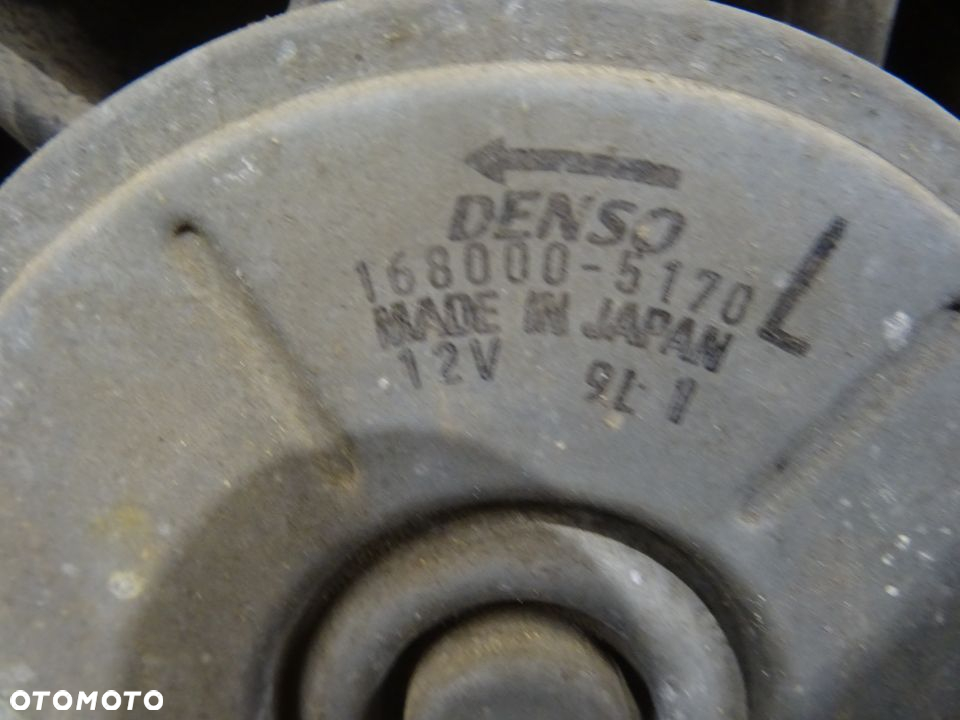 DENSO
168000-5170
L
MADE IN JAPAN
12V
OTOMOTO